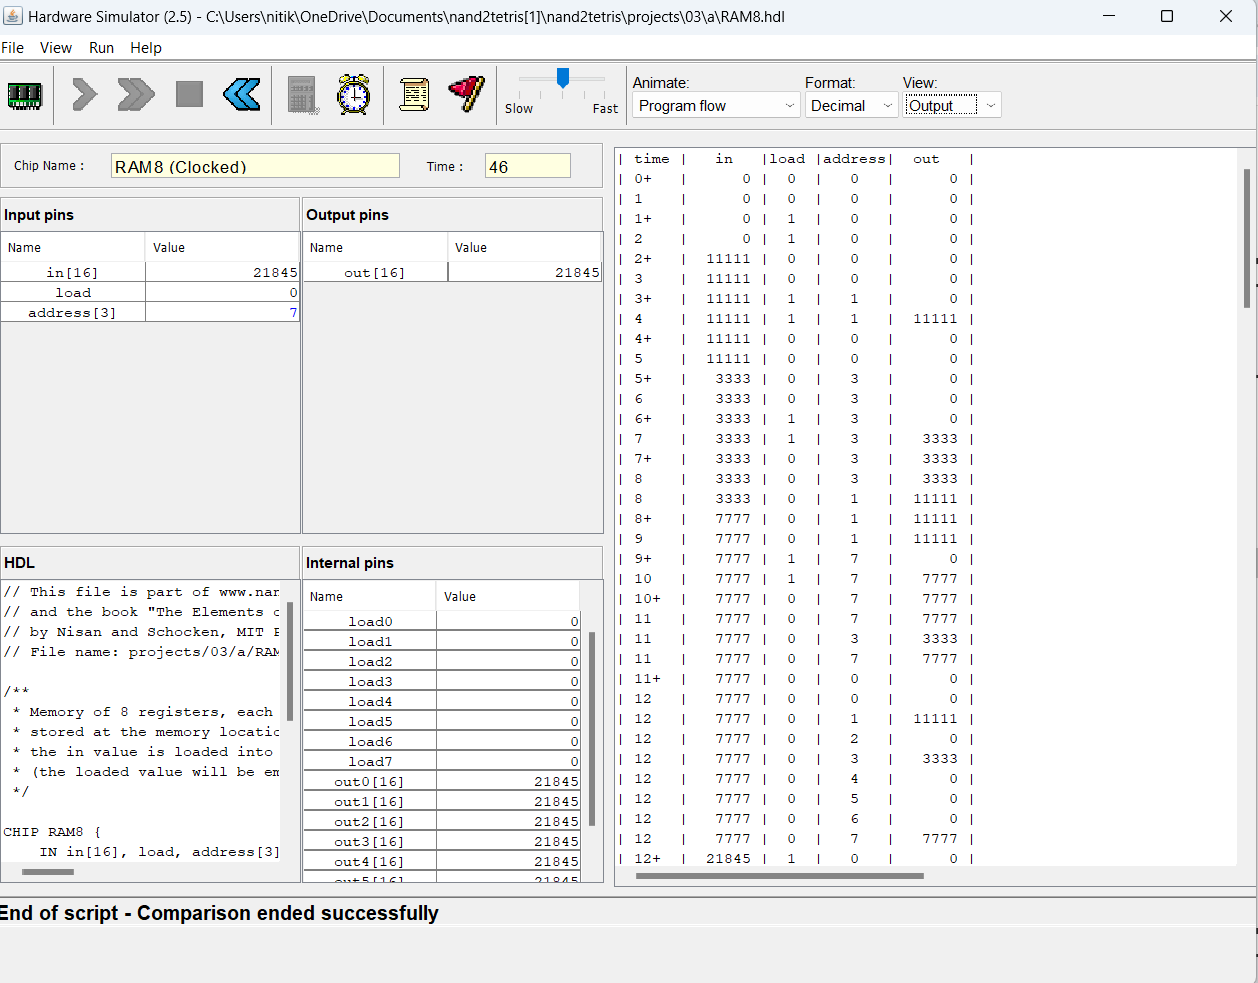 Hardware Simulator (2.5) - C:\Users\nitik\OneDrive\Documents\nand2tetris[1]\nand2tetris\projects\03\a\RAM8.hdl
File View Run Help
Slow Fast
Animate: Format: View:
Program flow Decimal Output
Chip Name : RAM8 (Clocked) Time : 46
Input pins
Name Value
in[16] 21845
load 0
address[3] 7
Output pins
Name Value
out[16] 21845
HDL
// This file is part of www.nan
// and the book "The Elements o
// by Nisan and Schocken, MIT P
// File name: projects/03/a/RAM
/**
* Memory of 8 registers, each
* stored at the memory locatio
* the in value is loaded into
* (the loaded value will be em
*/
CHIP RAM8 {
IN in[16], load, address[3]
Internal pins
Name Value
load0 0
load1 0
load2 0
load3 0
load4 0
load5 0
load6 0
load7 0
out0[16] 21845
out1[16] 21845
out2[16] 21845
out3[16] 21845
out4[16] 21845
out5[16] 21845
| time | in |load |address| out |
| 0+ | 0 | 0 | 0 | 0 |
| 1 | 0 | 0 | 0 | 0 |
| 1+ | 0 | 1 | 0 | 0 |
| 2 | 0 | 1 | 0 | 0 |
| 2+ | 11111 | 0 | 0 | 0 |
| 3 | 11111 | 0 | 0 | 0 |
| 3+ | 11111 | 1 | 1 | 0 |
| 4 | 11111 | 1 | 1 | 11111 |
| 4+ | 11111 | 0 | 0 | 0 |
| 5 | 11111 | 0 | 0 | 0 |
| 5+ | 3333 | 0 | 3 | 0 |
| 6 | 3333 | 0 | 3 | 0 |
| 6+ | 3333 | 1 | 3 | 0 |
| 7 | 3333 | 1 | 3 | 3333 |
| 7+ | 3333 | 0 | 3 | 3333 |
| 8 | 3333 | 0 | 3 | 3333 |
| 8 | 3333 | 0 | 1 | 11111 |
| 8+ | 7777 | 0 | 1 | 11111 |
| 9 | 7777 | 0 | 1 | 11111 |
| 9+ | 7777 | 1 | 7 | 0 |
| 10 | 7777 | 1 | 7 | 7777 |
| 10+ | 7777 | 0 | 7 | 7777 |
| 11 | 7777 | 0 | 7 | 7777 |
| 11 | 7777 | 0 | 3 | 3333 |
| 11 | 7777 | 0 | 7 | 7777 |
| 11+ | 7777 | 0 | 0 | 0 |
| 12 | 7777 | 0 | 0 | 0 |
| 12 | 7777 | 0 | 1 | 11111 |
| 12 | 7777 | 0 | 2 | 0 |
| 12 | 7777 | 0 | 3 | 3333 |
| 12 | 7777 | 0 | 4 | 0 |
| 12 | 7777 | 0 | 5 | 0 |
| 12 | 7777 | 0 | 6 | 0 |
| 12 | 7777 | 0 | 7 | 7777 |
| 12+ | 21845 | 1 | 0 | 0 |
End of script - Comparison ended successfully